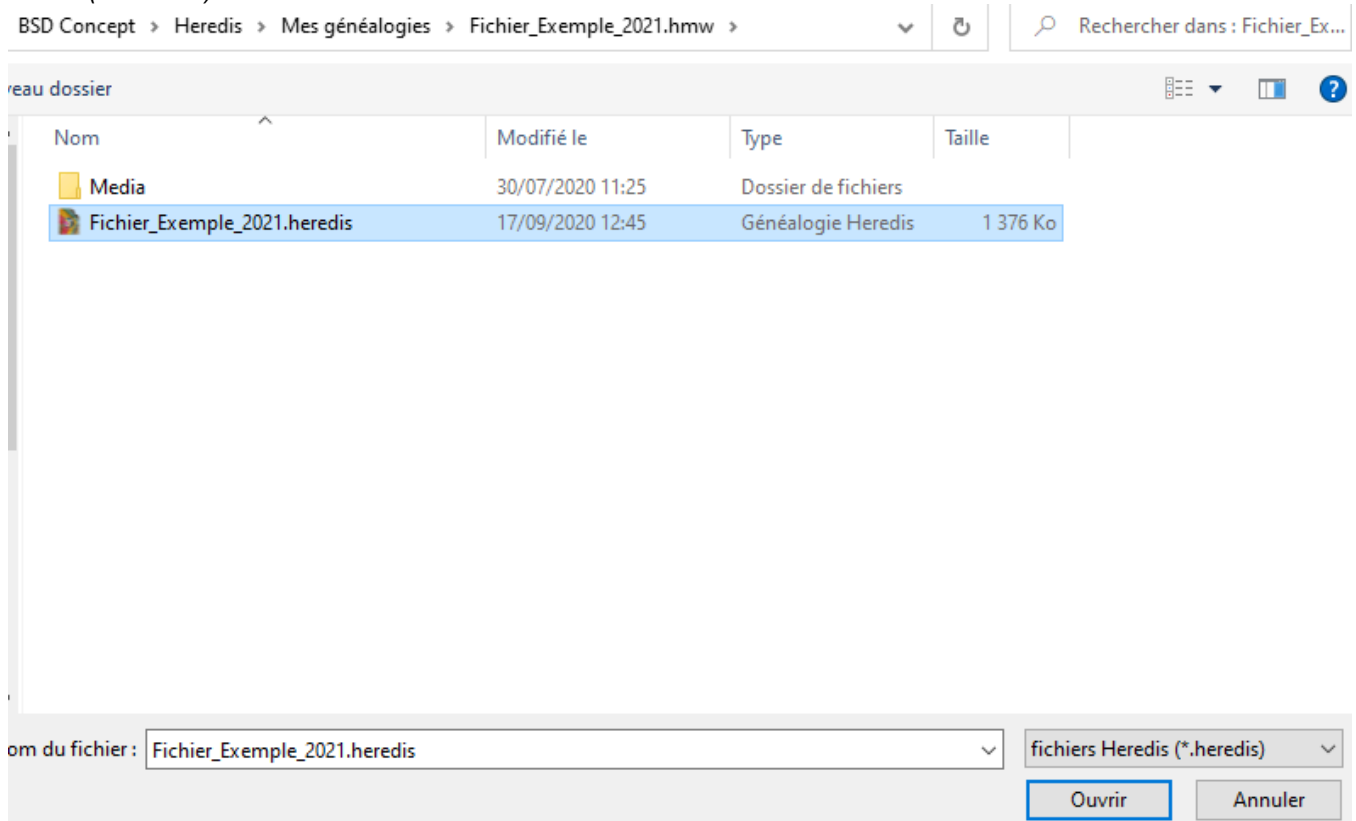 BSD Concept > Heredis > Mes généalogies > Fichier_Exemple_2021.hmw > Rechercher dans : Fichier_Ex...
eau dossier
Nom Modifié le Type Taille
Media 30/07/2020 11:25 Dossier de fichiers
Fichier_Exemple_2021.heredis 17/09/2020 12:45 Généalogie Heredis 1 376 Ko
om du fichier : Fichier_Exemple_2021.heredis fichiers Heredis (*.heredis)
Ouvrir Annuler